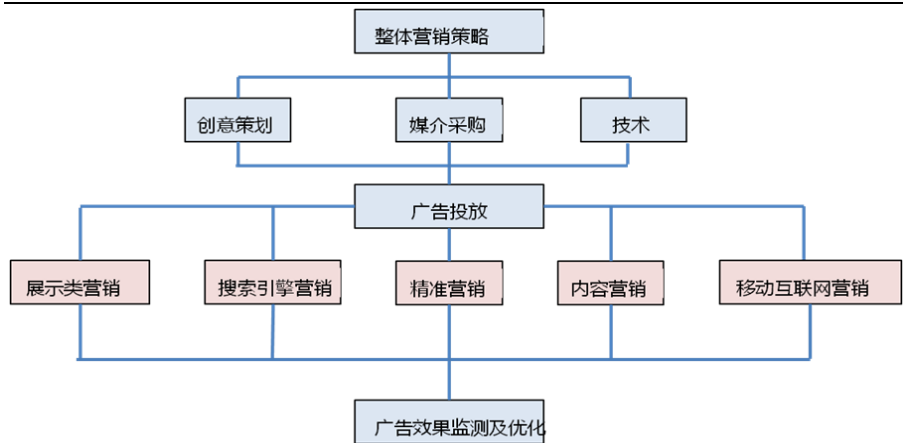 整体营销策略
创意策划
媒介采购
技术
广告投放
展示类营销
搜索引擎营销
精准营销
内容营销
移动互联网营销
广告效果监测及优化